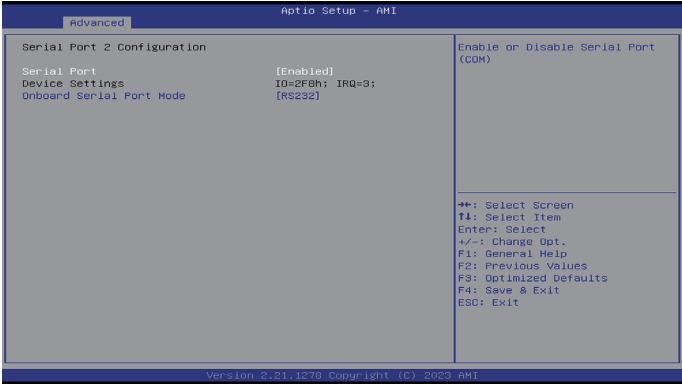 Aptio Setup - AMI
Advanced
Serial Port 2 Configuration
Serial Port [Enabled]
Device Settings IO=2F8h; IRQ=3;
Onboard Serial Port Mode [RS232]
Enable or Disable Serial Port
(COM)
→←: Select Screen
↑↓: Select Item
Enter: Select
+/-: Change Opt.
F1: General Help
F2: Previous Values
F3: Optimized Defaults
F4: Save & Exit
ESC: Exit
Version 2.21.1278 Copyright (C) 2023 AMI